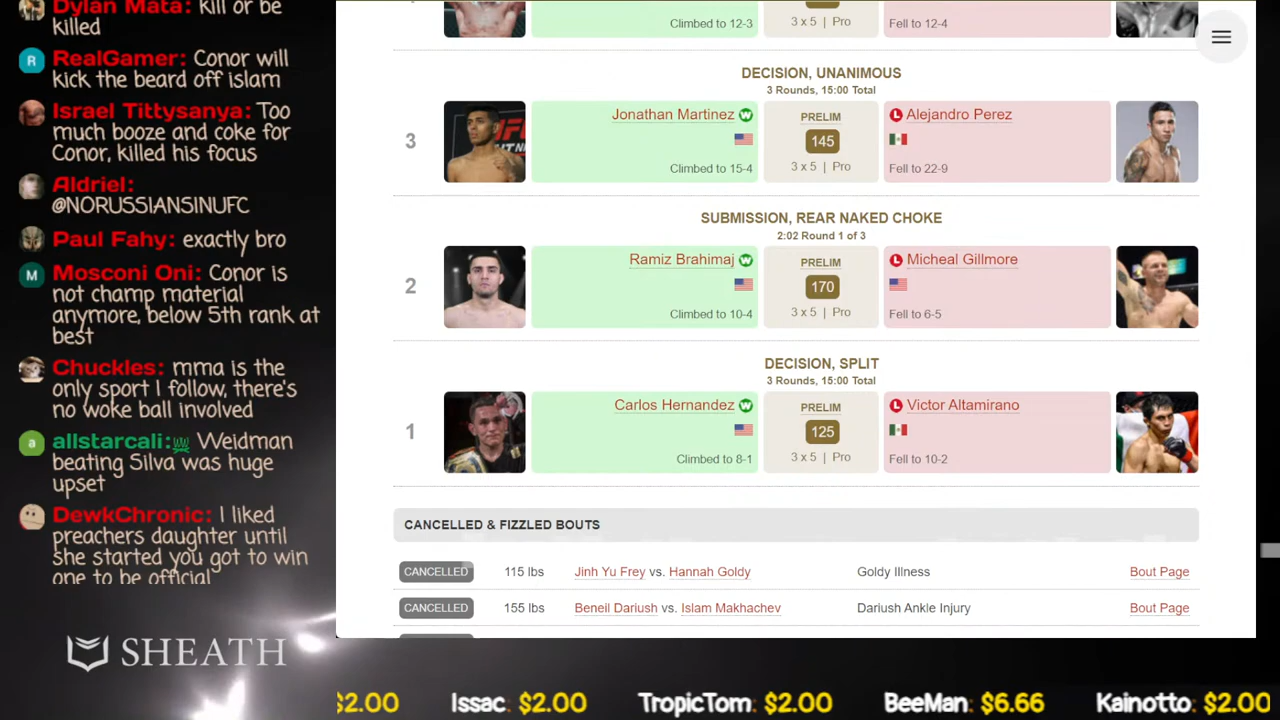 Dylan Mata: kill or be
killed
RealGamer: Conor will
kick the beard off islam
Israel Tittysanya: Too
much booze and coke for
Conor, killed his focus
Aldriel:
@NORUSSIANSINUFC
Paul Fahy: exactly bro
Mosconi Oni: Conor is
not champ material
anymore, below 5th rank at
best
Chuckles: mma is the
only sport I follow, there's
no woke ball involved
allstarcali: Weidman
beating Silva was huge
upset
DewkChronic: I liked
preachers daughter until
she started you got to win
one to be official
SHEATH
Climbed to 12-3
3 x 5 | Pro
Fell to 12-4
DECISION, UNANIMOUS
3 Rounds, 15:00 Total
3
Jonathan Martinez W
PRELIM
L Alejandro Perez
145
Climbed to 15-4
3 x 5 | Pro
Fell to 22-9
SUBMISSION, REAR NAKED CHOKE
2:02 Round 1 of 3
2
Ramiz Brahimaj W
PRELIM
L Micheal Gillmore
170
Climbed to 10-4
3 x 5 | Pro
Fell to 6-5
DECISION, SPLIT
3 Rounds, 15:00 Total
1
Carlos Hernandez W
PRELIM
L Victor Altamirano
125
Climbed to 8-1
3 x 5 | Pro
Fell to 10-2
CANCELLED & FIZZLED BOUTS
CANCELLED 115 lbs Jinh Yu Frey vs. Hannah Goldy Goldy Illness Bout Page
CANCELLED 155 lbs Beneil Dariush vs. Islam Makhachev Dariush Ankle Injury Bout Page
$2.00 Issac: $2.00 TropicTom: $2.00 BeeMan: $6.66 Kainotto: $2.00